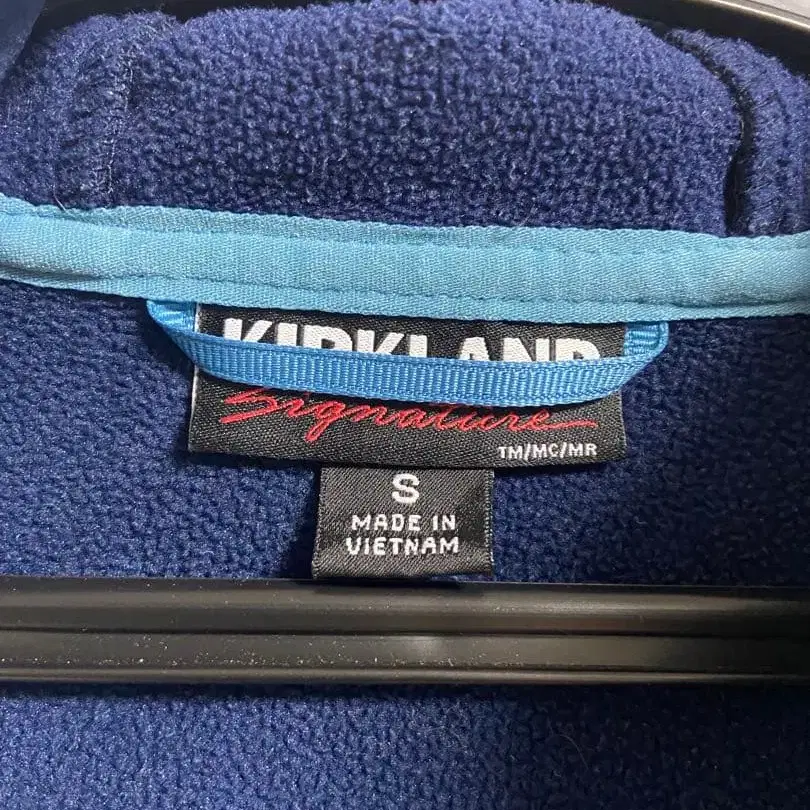 KIRKLAND
Signature
TM/MC/MR
S
MADE IN
VIETNAM